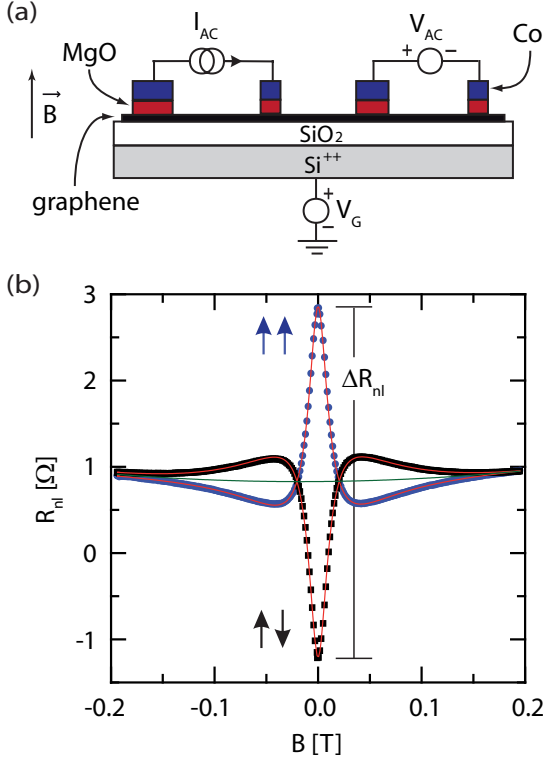 (a)
I_AC
V_AC
+ −
Co
MgO
B
SiO₂
Si⁺⁺
graphene
+
V_G
−
(b)
3
2
1
0
-1
ΔR_nl
R_nl [Ω]
-0.2 -0.1 0.0 0.1 0.2
B [T]